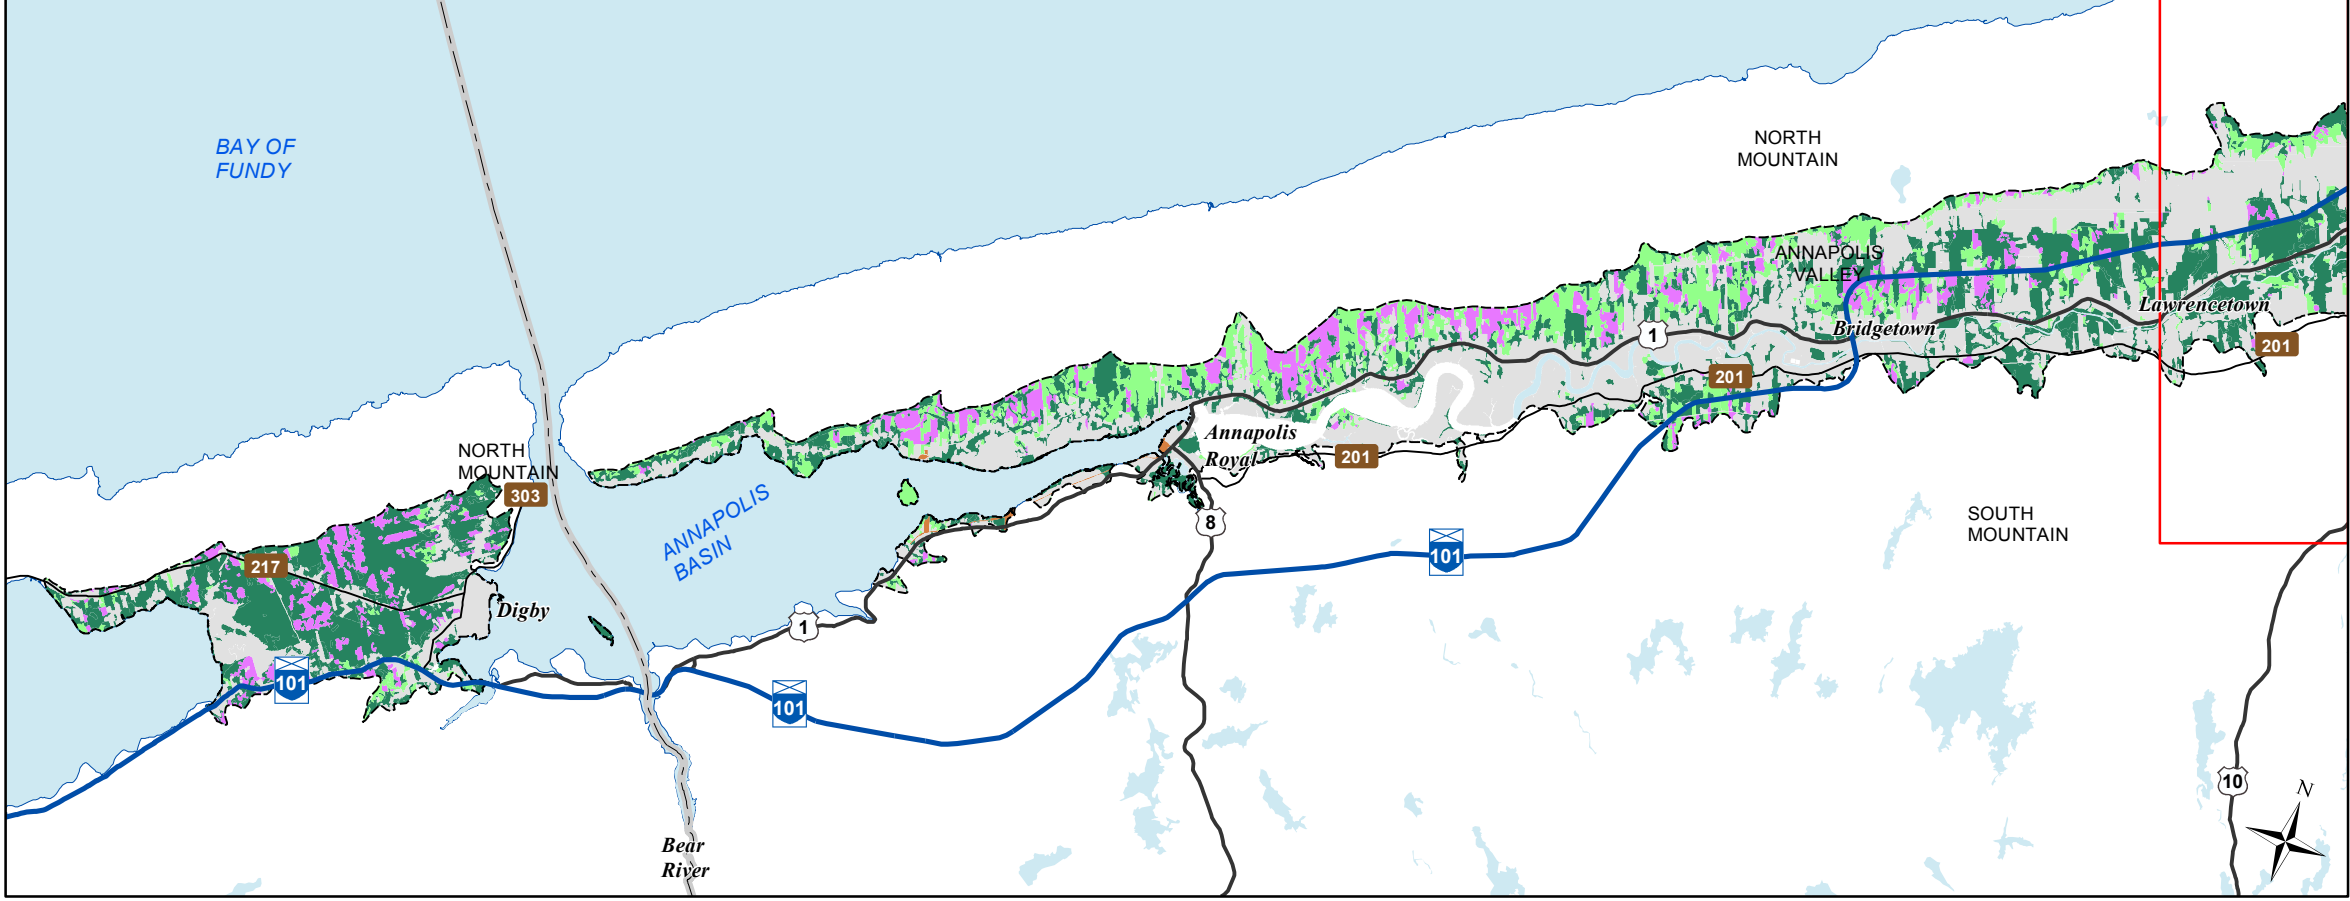 BAY OF
FUNDY
NORTH
MOUNTAIN
ANNAPOLIS
VALLEY
Lawrencetown
Bridgetown
1
201
201
Annapolis
Royal
201
NORTH
MOUNTAIN
303
ANNAPOLIS
BASIN
8
SOUTH
MOUNTAIN
101
217
Digby
1
101
101
10
N
Bear
River